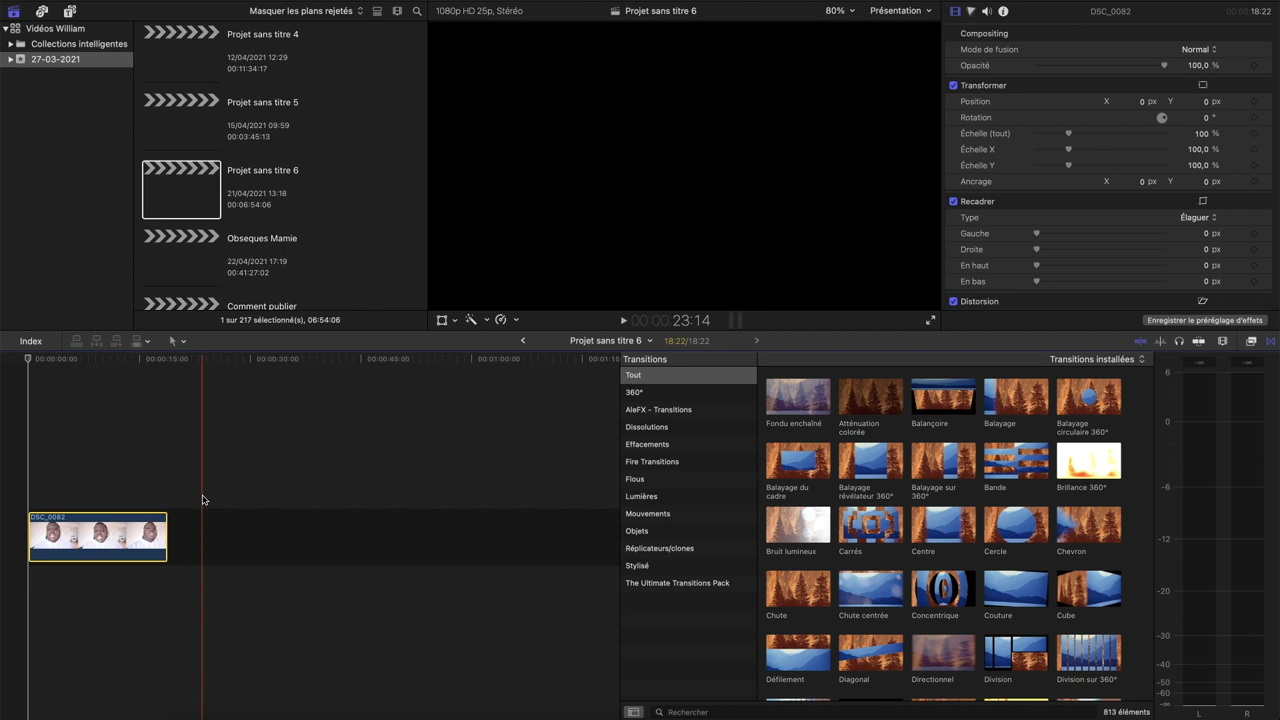 Masquer les plans rejetés
1080p HD 25p, Stéréo
Projet sans titre 6
80%
Présentation
DSC_0082
00:00:00 18:22
Vidéos William
Collections intelligentes
27-03-2021
Projet sans titre 4
12/04/2021 12:29
00:11:34:17
Projet sans titre 5
15/04/2021 09:59
00:03:45:13
Projet sans titre 6
21/04/2021 13:18
00:06:54:06
Obseques Mamie
22/04/2021 17:19
00:41:27:02
Comment publier
1 sur 217 sélectionné(s), 06:54:06
00:00:00:23:14
Compositing
Mode de fusion Normal
Opacité 100,0 %
Transformer
Position X 0 px Y 0 px
Rotation 0 °
Échelle (tout) 100 %
Échelle X 100,0 %
Échelle Y 100,0 %
Ancrage X 0 px Y 0 px
Recadrer
Type Élaguer
Gauche 0 px
Droite 0 px
En haut 0 px
En bas 0 px
Distorsion
Enregistrer le préréglage d'effets
Index
Projet sans titre 6
18:22/18:22
00:00:00:00 00:00:15:00 00:00:30:00 00:00:45:00 00:01:00:00 00:01:15
DSC_0082
Transitions
Tout
360°
AleFX - Transitions
Dissolutions
Effacements
Fire Transitions
Flous
Lumières
Mouvements
Objets
Réplicateurs/clones
Stylisé
The Ultimate Transitions Pack
Transitions installées
Fondu enchaîné
Atténuation
colorée
Balançoire
Balayage
Balayage
circulaire 360°
Balayage du
cadre
Balayage
révélateur 360°
Balayage sur
360°
Bande
Brillance 360°
Bruit lumineux
Carrés
Centre
Cercle
Chevron
Chute
Chute centrée
Concentrique
Couture
Cube
Défilement
Diagonal
Directionnel
Division
Division sur 360°
Rechercher
813 éléments
-∞ -∞
6
0
-6
-12
-20
-30
-40
-50
-60
-∞
L R